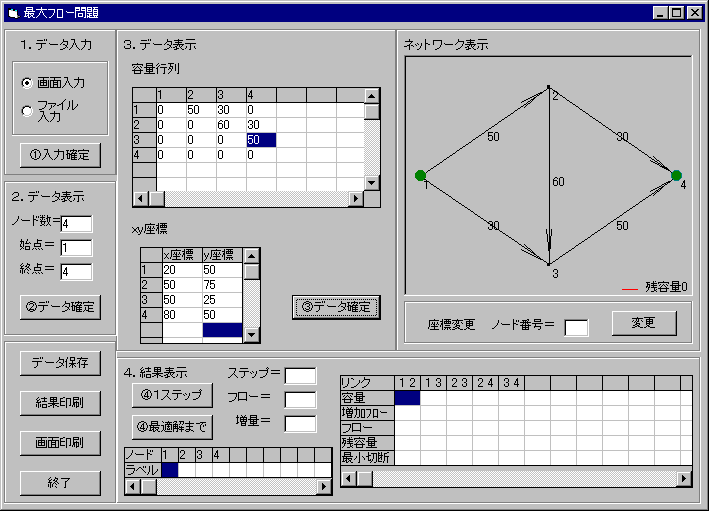 最大フロー問題
1. データ入力
画面入力
ファイル
入力
①入力確定
2. データ表示
ノード数= 4
始点= 1
終点= 4
②データ確定
データ保存
結果印刷
画面印刷
終了
3. データ表示
容量行列
1 2 3 4
1 0 50 30 0
2 0 0 60 30
3 0 0 0 50
4 0 0 0 0
xy座標
x座標 y座標
1 20 50
2 50 75
3 50 25
4 80 50
③データ確定
ネットワーク表示
2
50 30
1 60 4
30 50
3
残容量0
座標変更 ノード番号=
変更
4. 結果表示
④1ステップ
④最適解まで
ステップ=
フロー=
増量=
ノード 1 2 3 4
ラベル
リンク 1 2 1 3 2 3 2 4 3 4
容量
増加フロー
フロー
残容量
最小切断